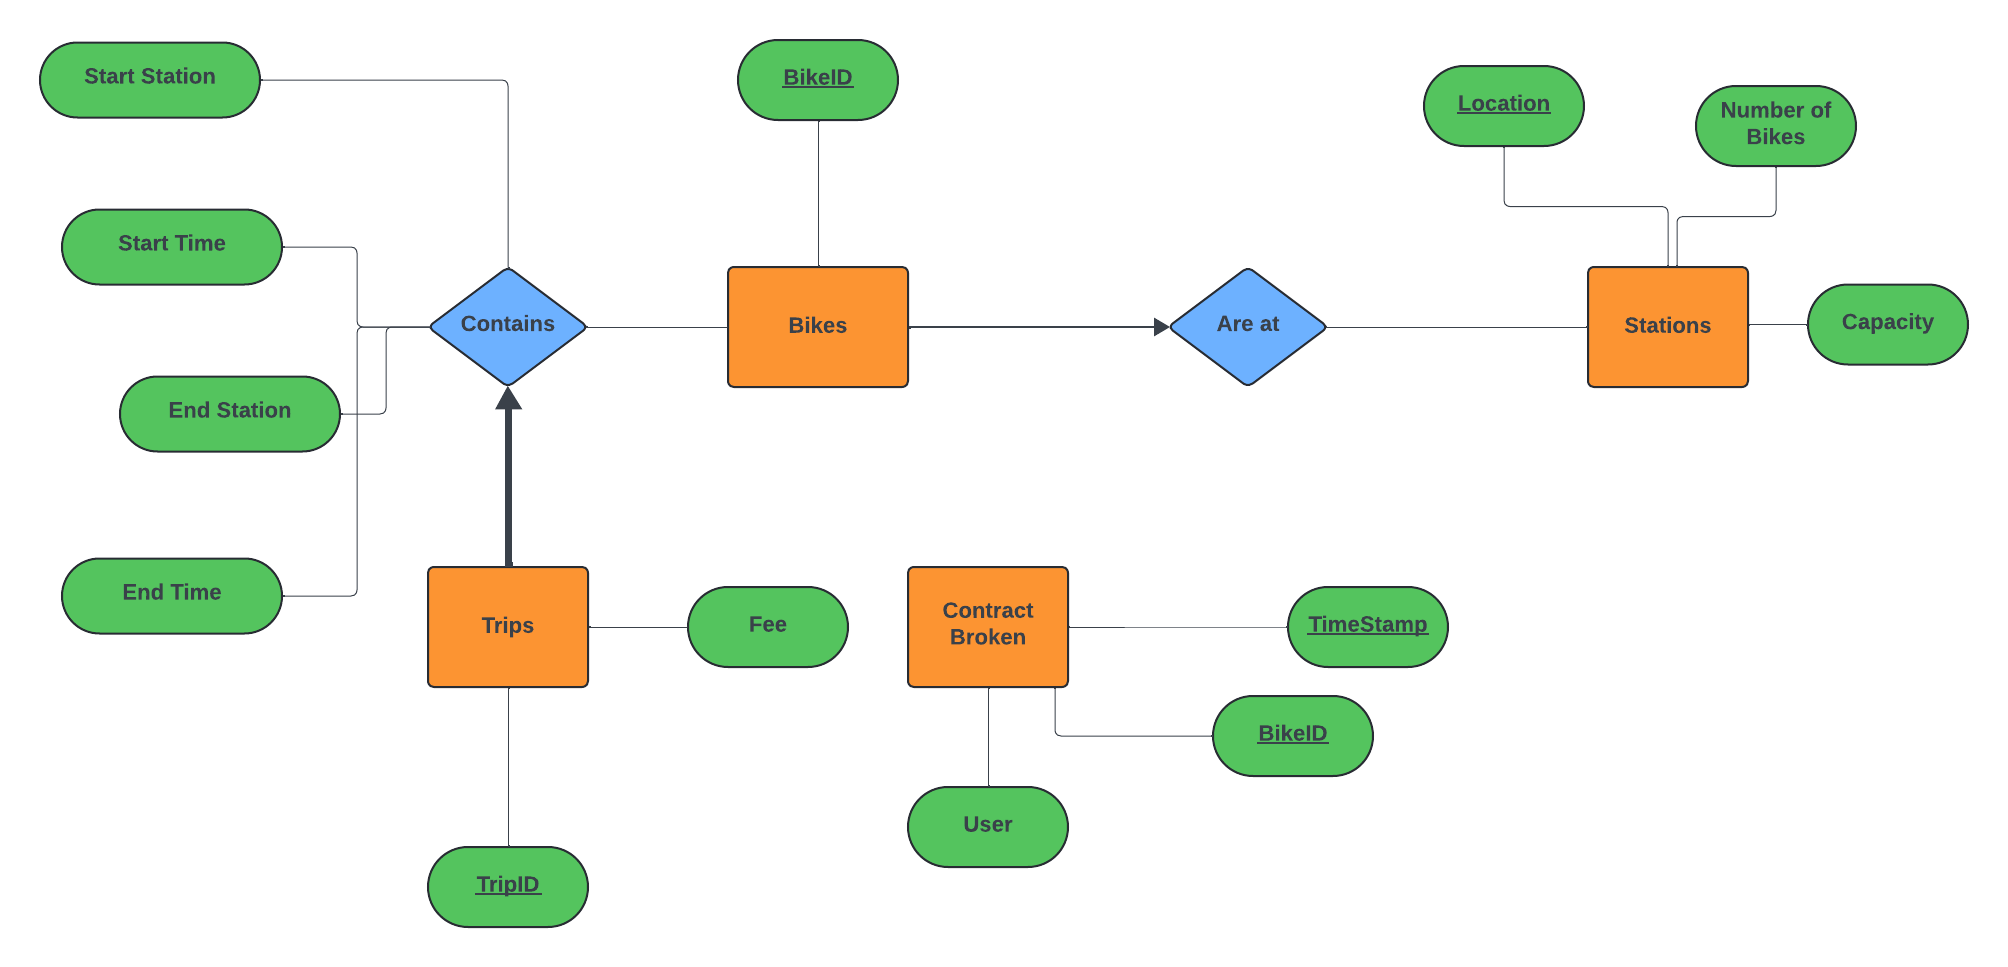 Start Station
BikeID
Location
Number of
Bikes
Start Time
Contains
Bikes
Are at
Stations
Capacity
End Station
End Time
Trips
Fee
Contract
Broken
TimeStamp
BikeID
User
TripID